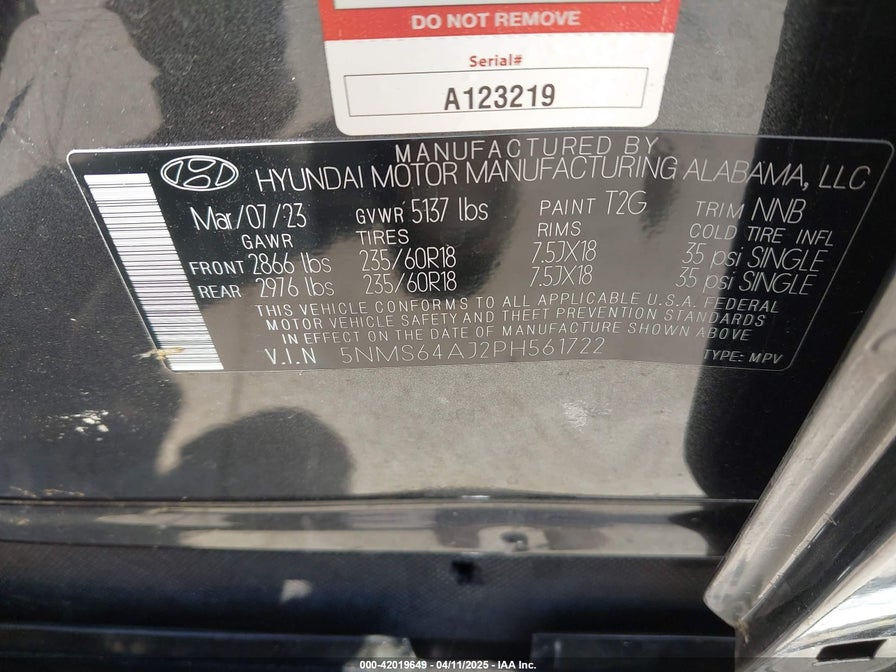 DO NOT REMOVE
Serial#
A123219
MANUFACTURED BY
HYUNDAI MOTOR MANUFACTURING ALABAMA, LLC
Mar/07/23 GVWR 5137 lbs PAINT T2G TRIM NNB
GAWR TIRES RIMS COLD TIRE INFL
FRONT 2866 lbs 235/60R18 7.5JX18 35 psi SINGLE
REAR 2976 lbs 235/60R18 7.5JX18 35 psi SINGLE
THIS VEHICLE CONFORMS TO ALL APPLICABLE U.S.A. FEDERAL
MOTOR VEHICLE SAFETY AND THEFT PREVENTION STANDARDS
IN EFFECT ON THE DATE OF MANUFACTURE SHOWN ABOVE
V.I.N 5NMS64AJ2PH561722 TYPE: MPV
000-42019649 - 04/11/2025 - IAA Inc.